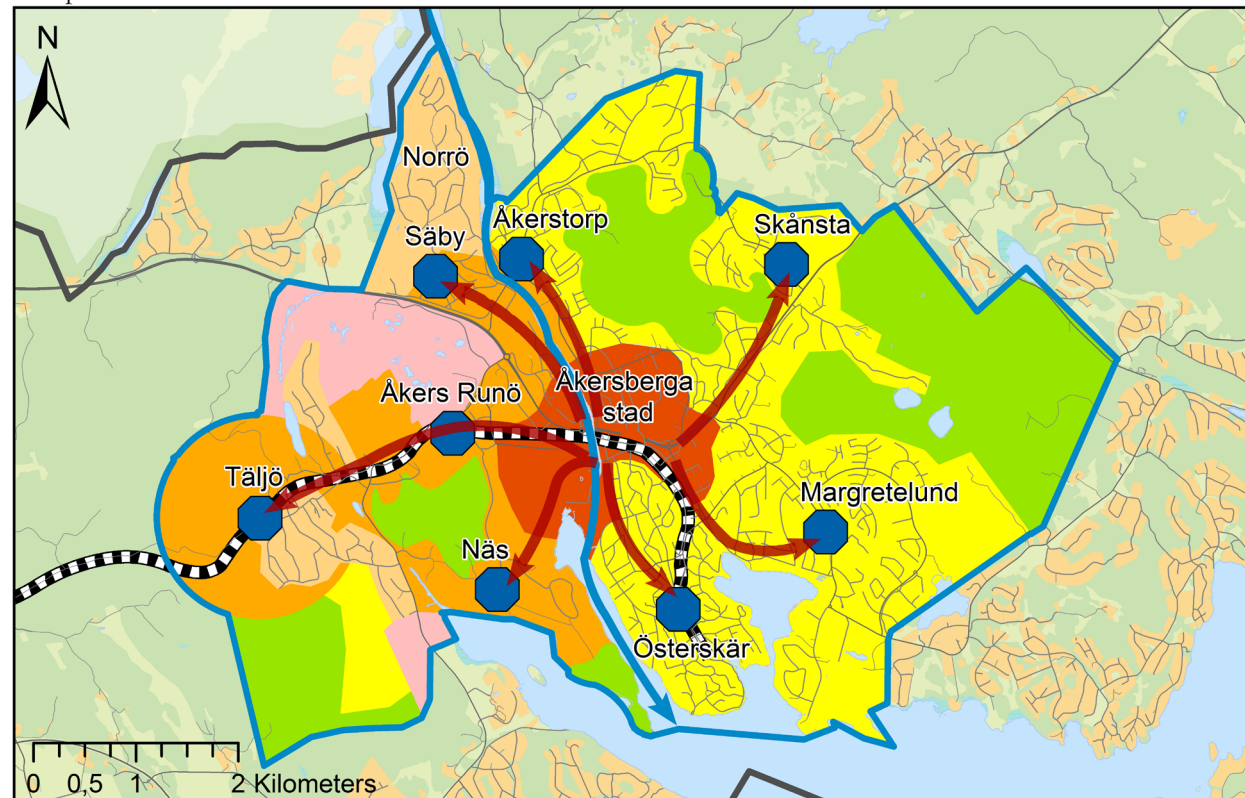 N
Norrö
Åkerstorp
Säby
Skånsta
Åkersberga
stad
Åkers Runö
Täljö
Margretelund
Näs
Österskär
0 0,5 1 2 Kilometers